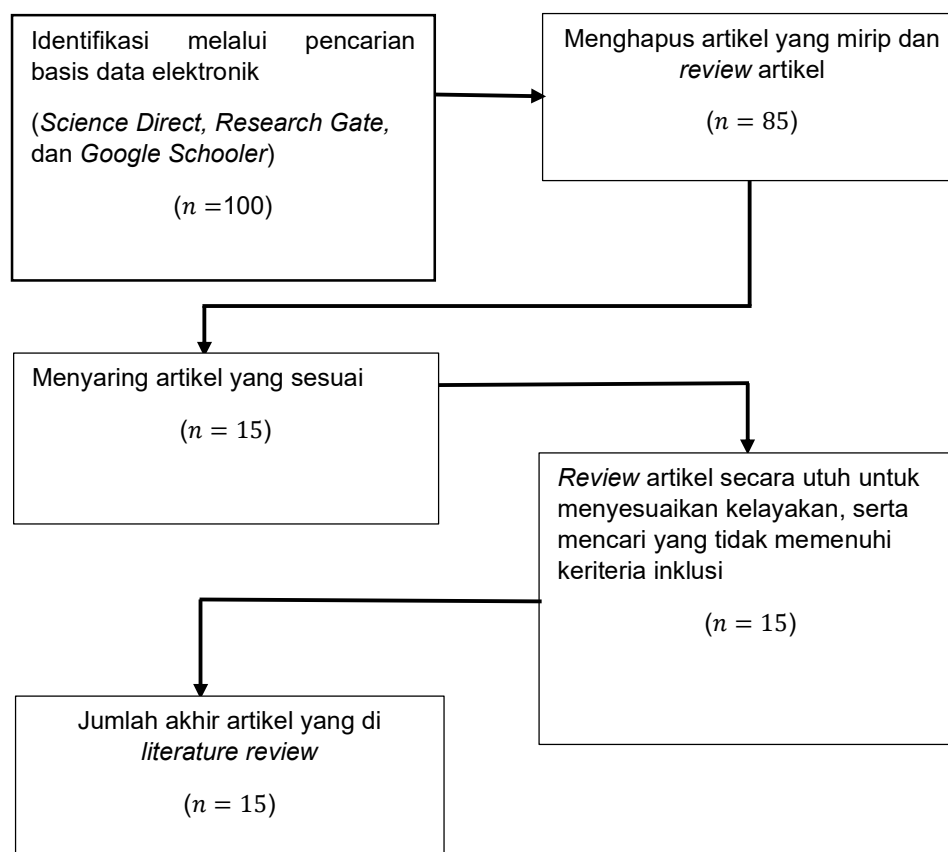 Identifikasi melalui pencarian
basis data elektronik
(Science Direct, Research Gate,
dan Google Schooler)
(𝑛 =100)
Menghapus artikel yang mirip dan
review artikel
(𝑛 = 85)
Menyaring artikel yang sesuai
(𝑛 = 15)
Review artikel secara utuh untuk
menyesuaikan kelayakan, serta
mencari yang tidak memenuhi
keriteria inklusi
(𝑛 = 15)
Jumlah akhir artikel yang di
literature review
(𝑛 = 15)